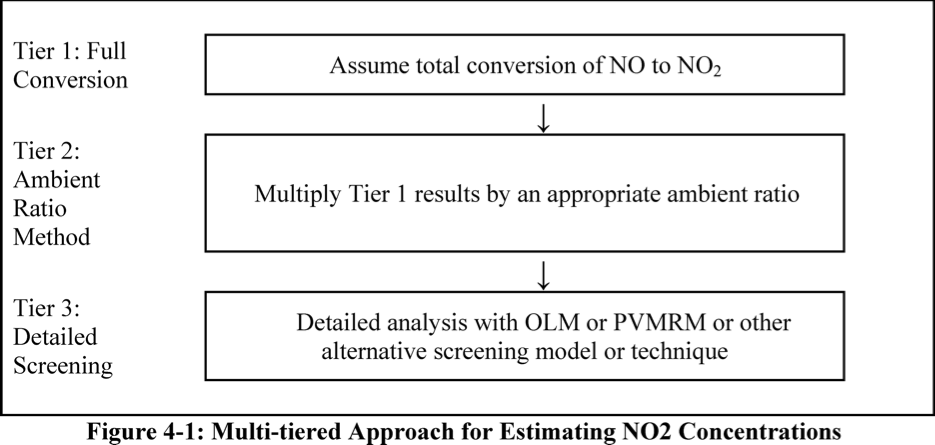 Tier 1: Full
Conversion
Assume total conversion of NO to NO₂
↓
Tier 2:
Ambient
Ratio
Method
Multiply Tier 1 results by an appropriate ambient ratio
↓
Tier 3:
Detailed
Screening
Detailed analysis with OLM or PVMRM or other
alternative screening model or technique
Figure 4-1: Multi-tiered Approach for Estimating NO2 Concentrations